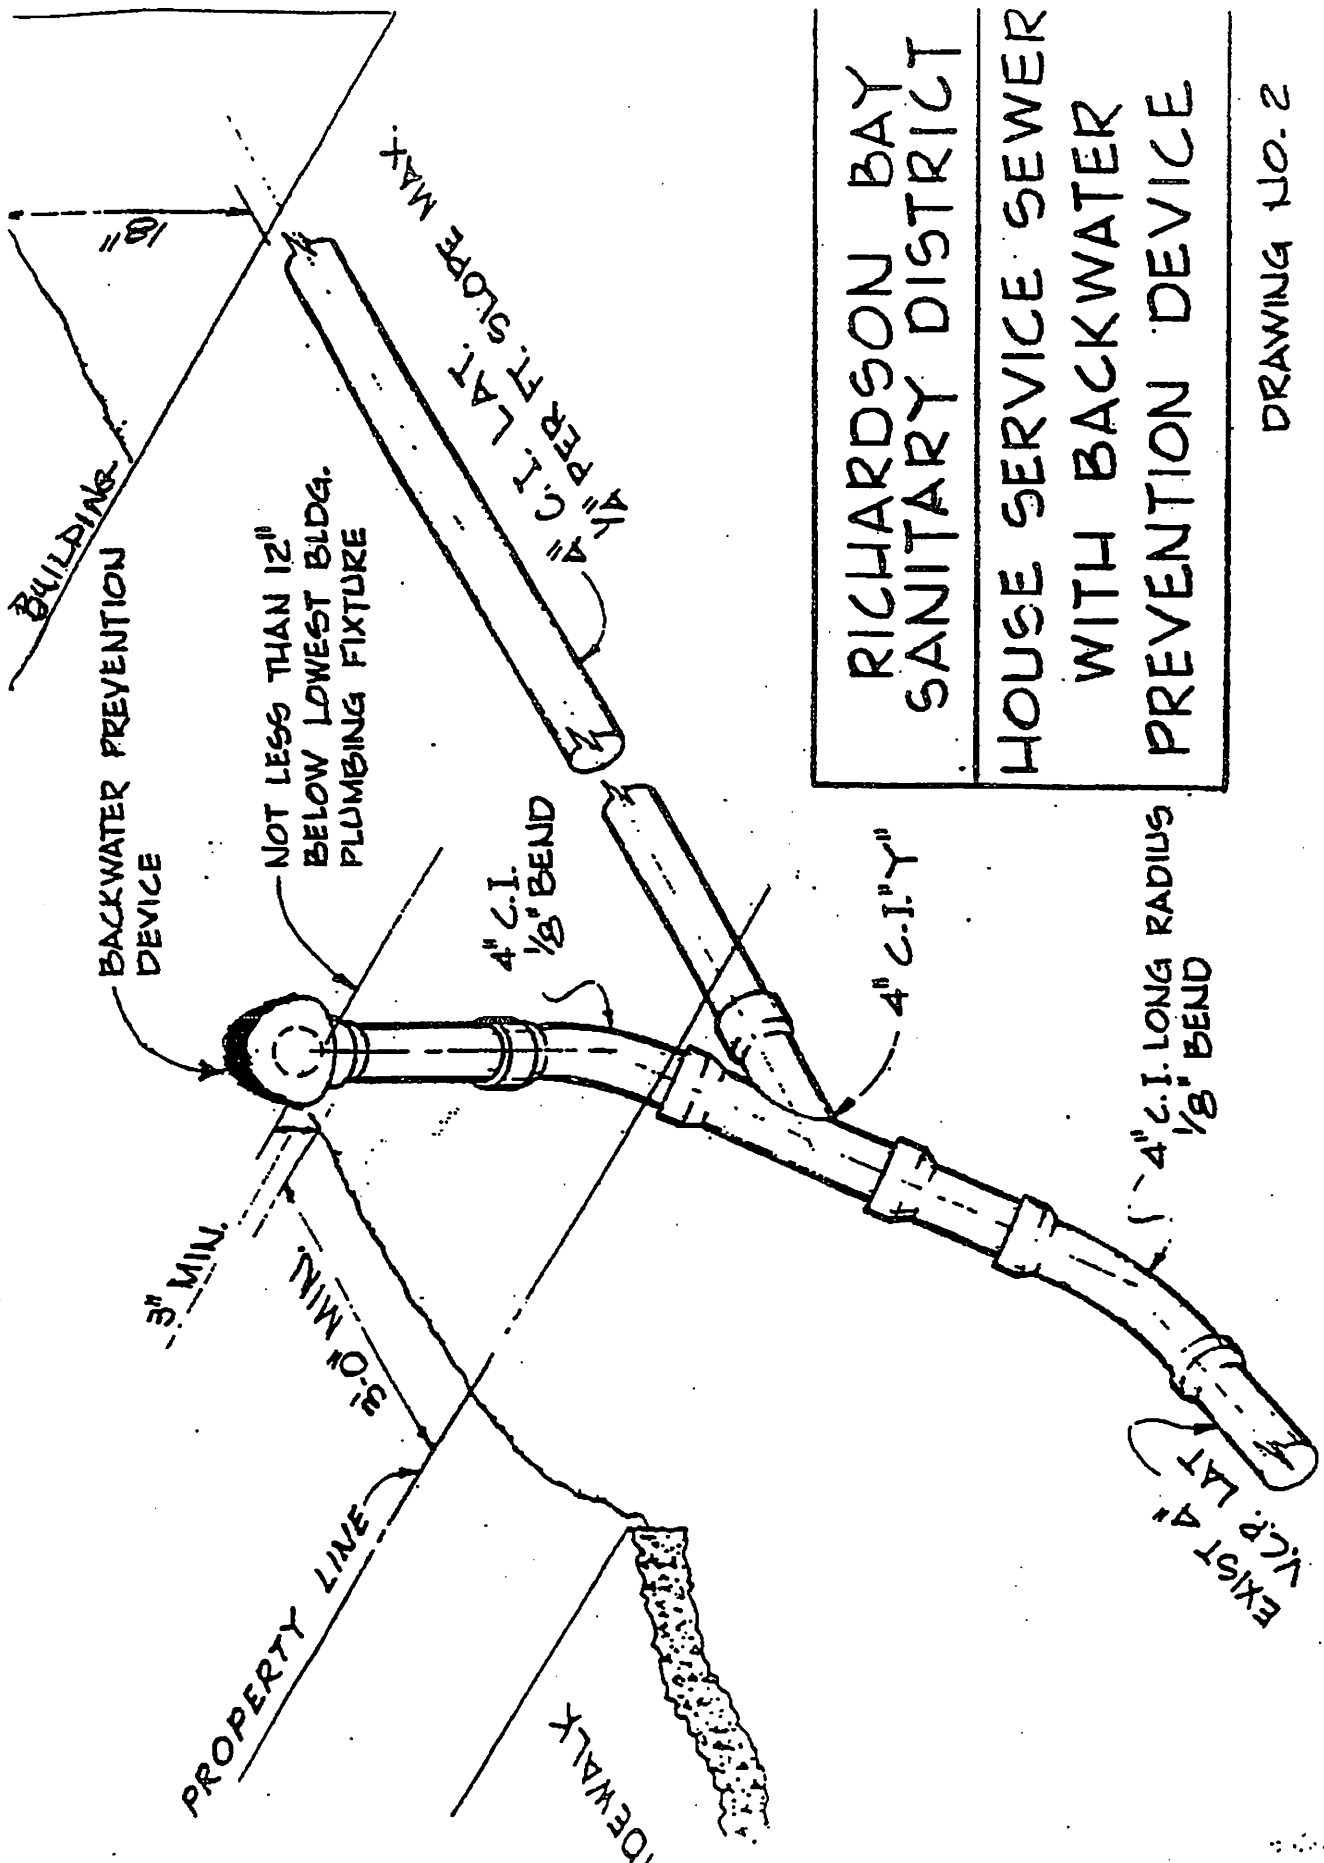 BUILDING
18"
BACKWATER PREVENTION
DEVICE
NOT LESS THAN 12"
BELOW LOWEST BLDG.
PLUMBING FIXTURE
4" C.I. LAT.
1/4" PER FT. SLOPE MAX
3" MIN.
3'-0" MIN.
4" C.I.
1/8" BEND
PROPERTY LINE
4" C.I. "Y"
4" C.I. LONG RADIUS
1/8" BEND
EXIST 4"
V.C.P. LAT
RICHARDSON BAY
SANITARY DISTRICT
HOUSE SERVICE SEWER
WITH BACKWATER
PREVENTION DEVICE
DRAWING NO. 2